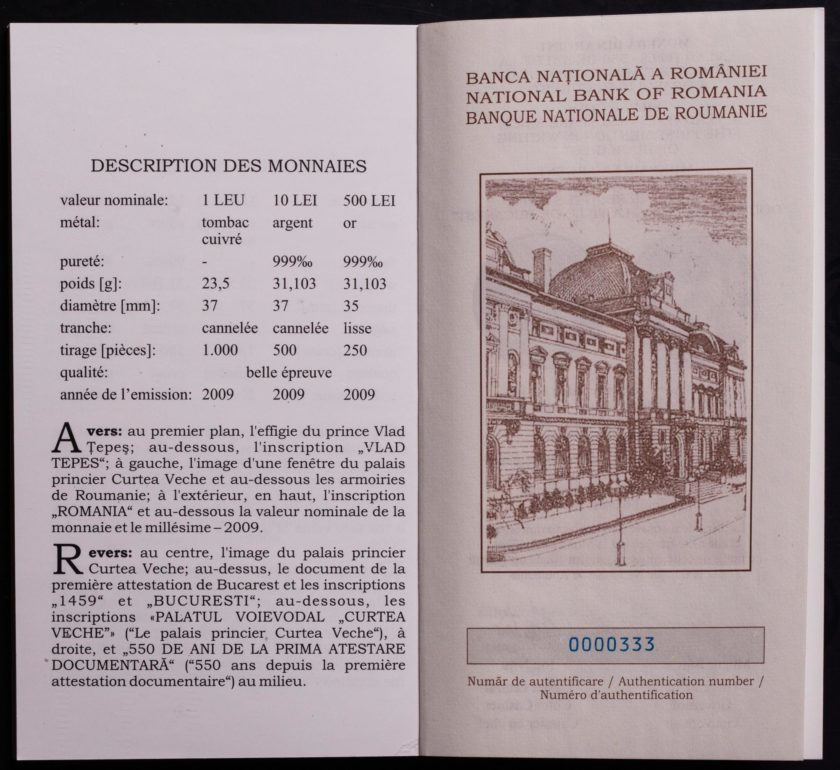 DESCRIPTION DES MONNAIES
valeur nominale: 1 LEU 10 LEI 500 LEI
métal: tombac argent or
cuivré
pureté: - 999‰ 999‰
poids [g]: 23,5 31,103 31,103
diamètre [mm]: 37 37 35
tranche: cannelée cannelée lisse
tirage [pièces]: 1.000 500 250
qualité: belle épreuve
année de l'emission: 2009 2009 2009
Avers: au premier plan, l'effigie du prince Vlad
Țepeș; au-dessous, l'inscription „VLAD
TEPES“; à gauche, l'image d'une fenêtre du palais
princier Curtea Veche et au-dessous les armoiries
de Roumanie; à l'extérieur, en haut, l'inscription
„ROMANIA“ et au-dessous la valeur nominale de la
monnaie et le millésime – 2009.
Revers: au centre, l'image du palais princier
Curtea Veche; au-dessus, le document de la
première attestation de Bucarest et les inscriptions
„1459“ et „BUCURESTI“; au-dessous, les
inscriptions «PALATUL VOIEVODAL „CURTEA
VECHE”» (“Le palais princier Curtea Veche“), à
droite, et „550 DE ANI DE LA PRIMA ATESTARE
DOCUMENTARĂ“ (“550 ans depuis la première
attestation documentaire“) au milieu.
BANCA NAȚIONALĂ A ROMÂNIEI
NATIONAL BANK OF ROMANIA
BANQUE NATIONALE DE ROUMANIE
0000333
Număr de autentificare / Authentication number /
Numéro d'authentification